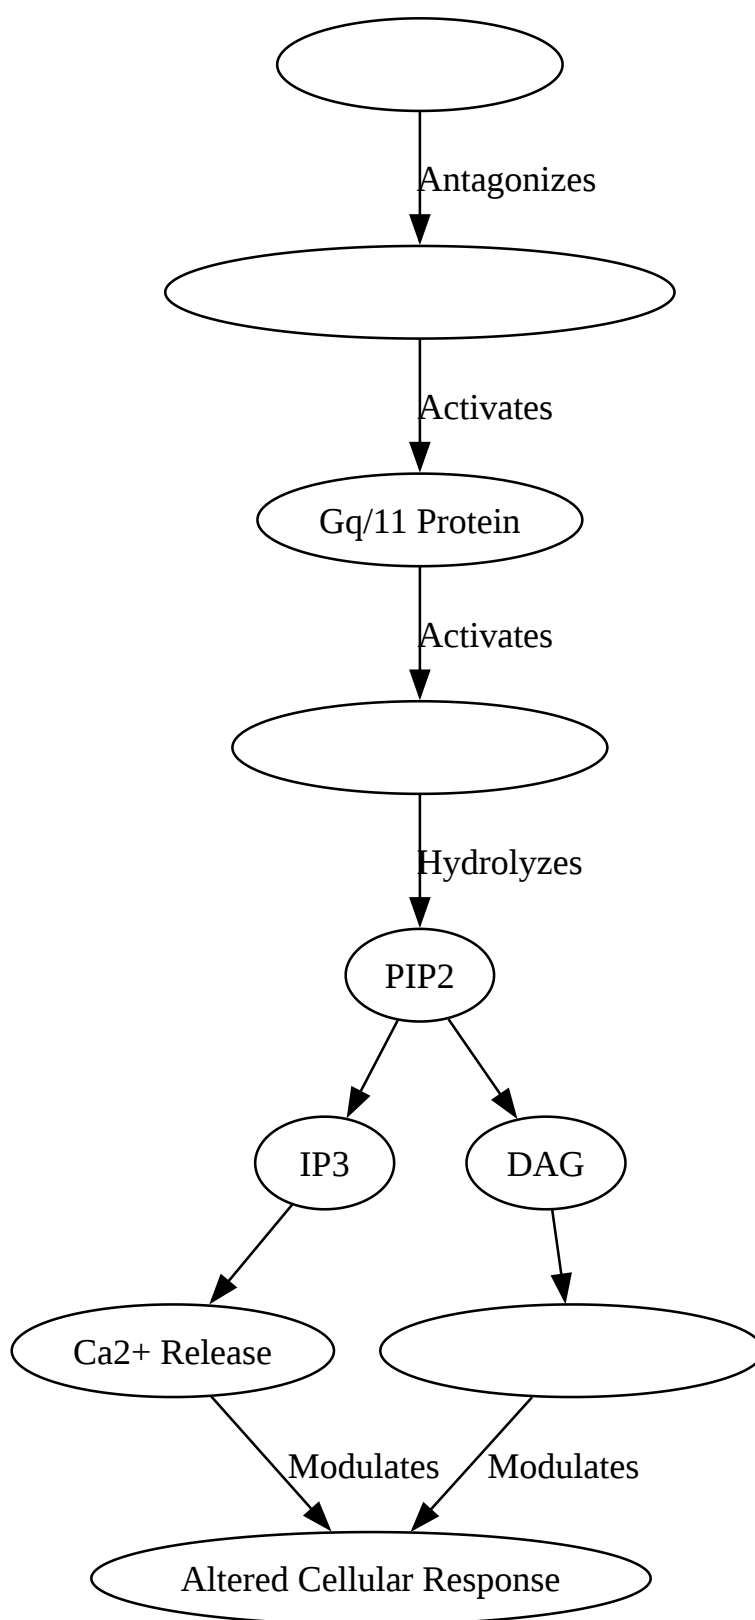 Antagonizes
Activates
Gq/11 Protein
Activates
Hydrolyzes
PIP2
IP3
DAG
Ca2+ Release
Modulates
Modulates
Altered Cellular Response